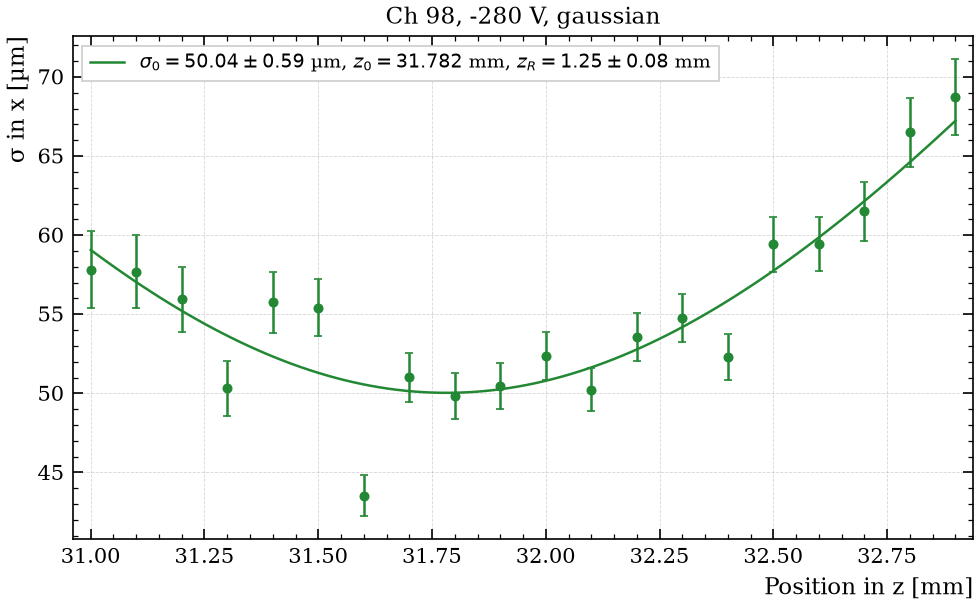 Ch 98, -280 V, gaussian
σ₀ = 50.04 ± 0.59 µm, z₀ = 31.782 mm, z_R = 1.25 ± 0.08 mm
σ in x [µm]
70
65
60
55
50
45
31.00 31.25 31.50 31.75 32.00 32.25 32.50 32.75
Position in z [mm]